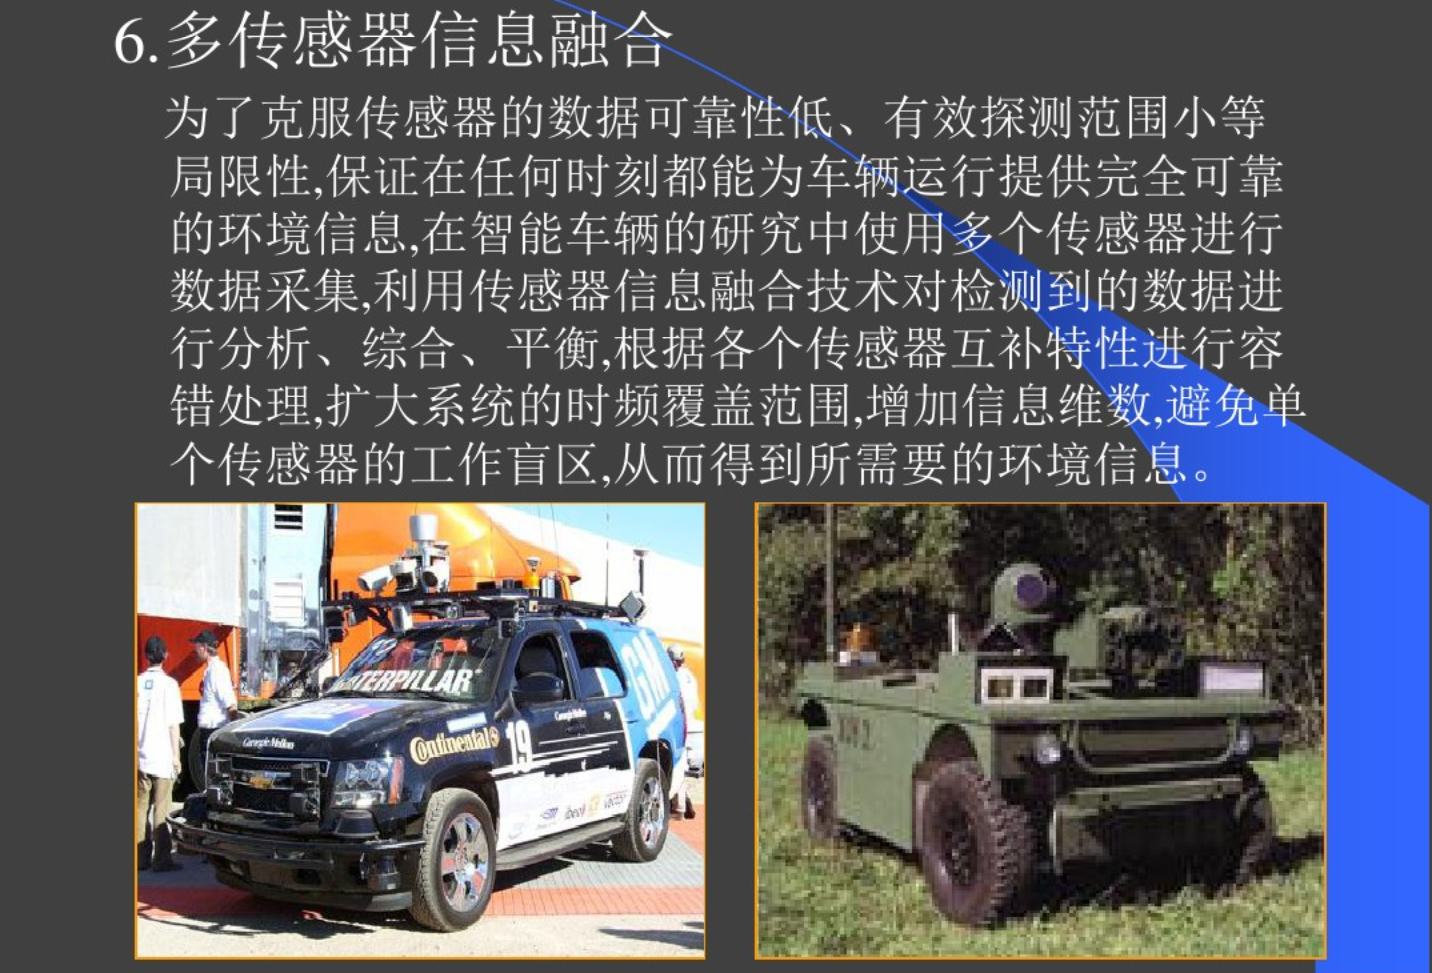 6.多传感器信息融合
为了克服传感器的数据可靠性低、有效探测范围小等
局限性,保证在任何时刻都能为车辆运行提供完全可靠
的环境信息,在智能车辆的研究中使用多个传感器进行
数据采集,利用传感器信息融合技术对检测到的数据进
行分析、综合、平衡,根据各个传感器互补特性进行容
错处理,扩大系统的时频覆盖范围,增加信息维数,避免单
个传感器的工作盲区,从而得到所需要的环境信息。
CATERPILLAR
GM
Carnegie Mellon
Continental
19
Carnegie Mellon
ibeo